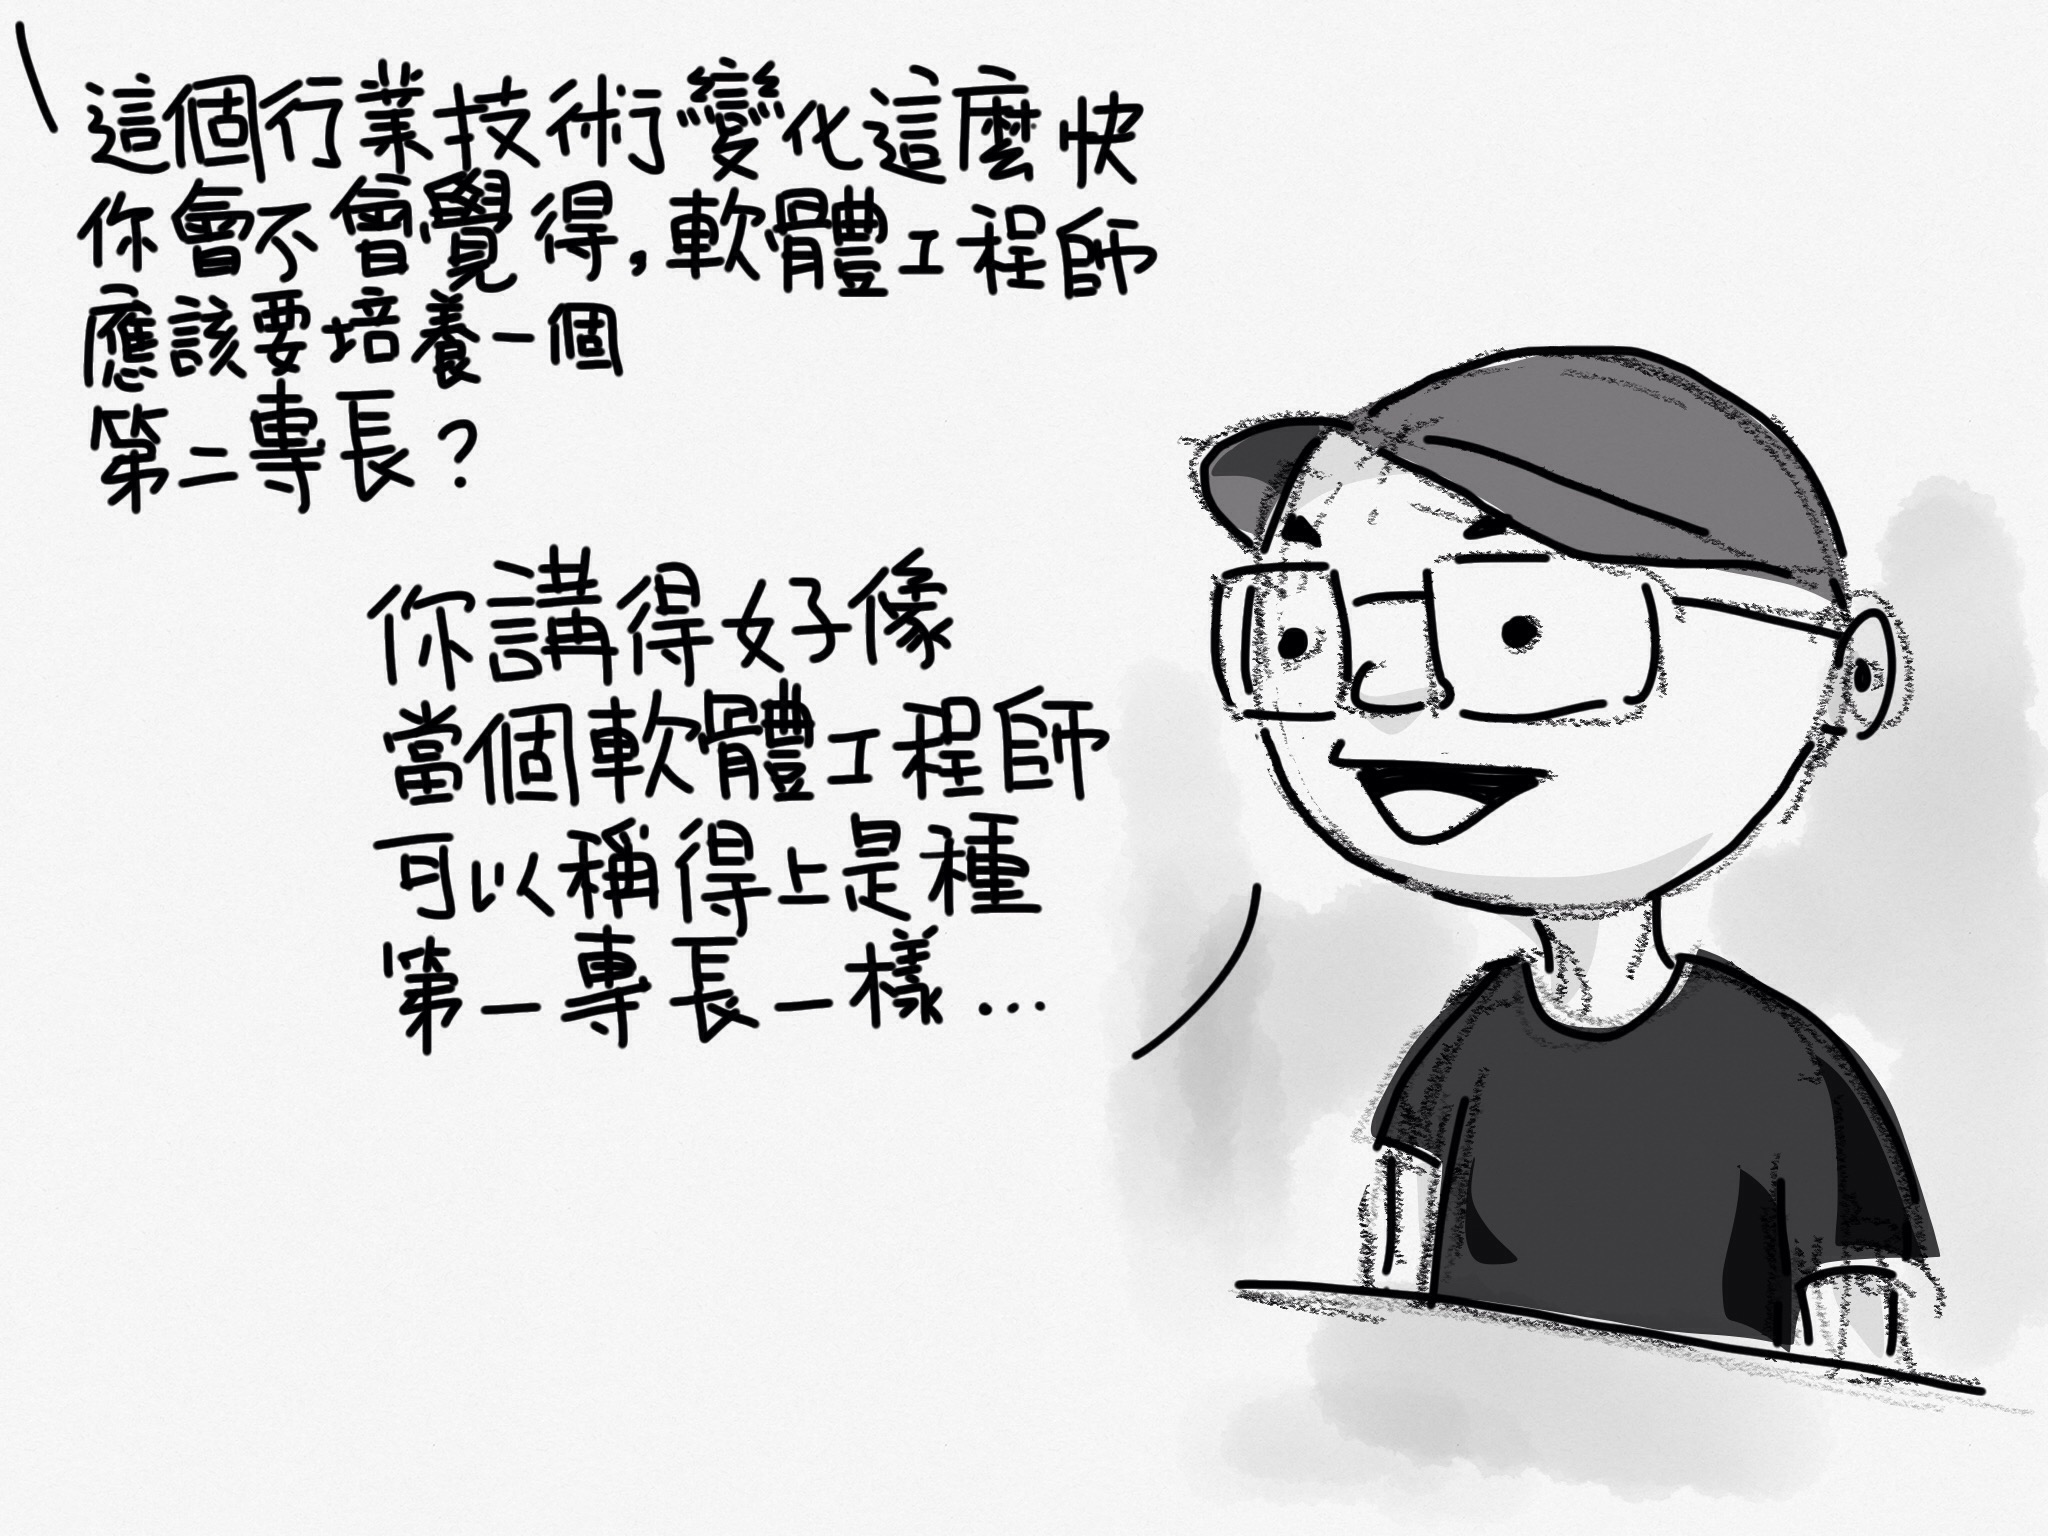 這個行業技術變化這麼快
你會不會覺得,軟體工程師
應該要培養一個
第二專長?
你講得好像
當個軟體工程師
可以稱得上是種
第一專長一樣...